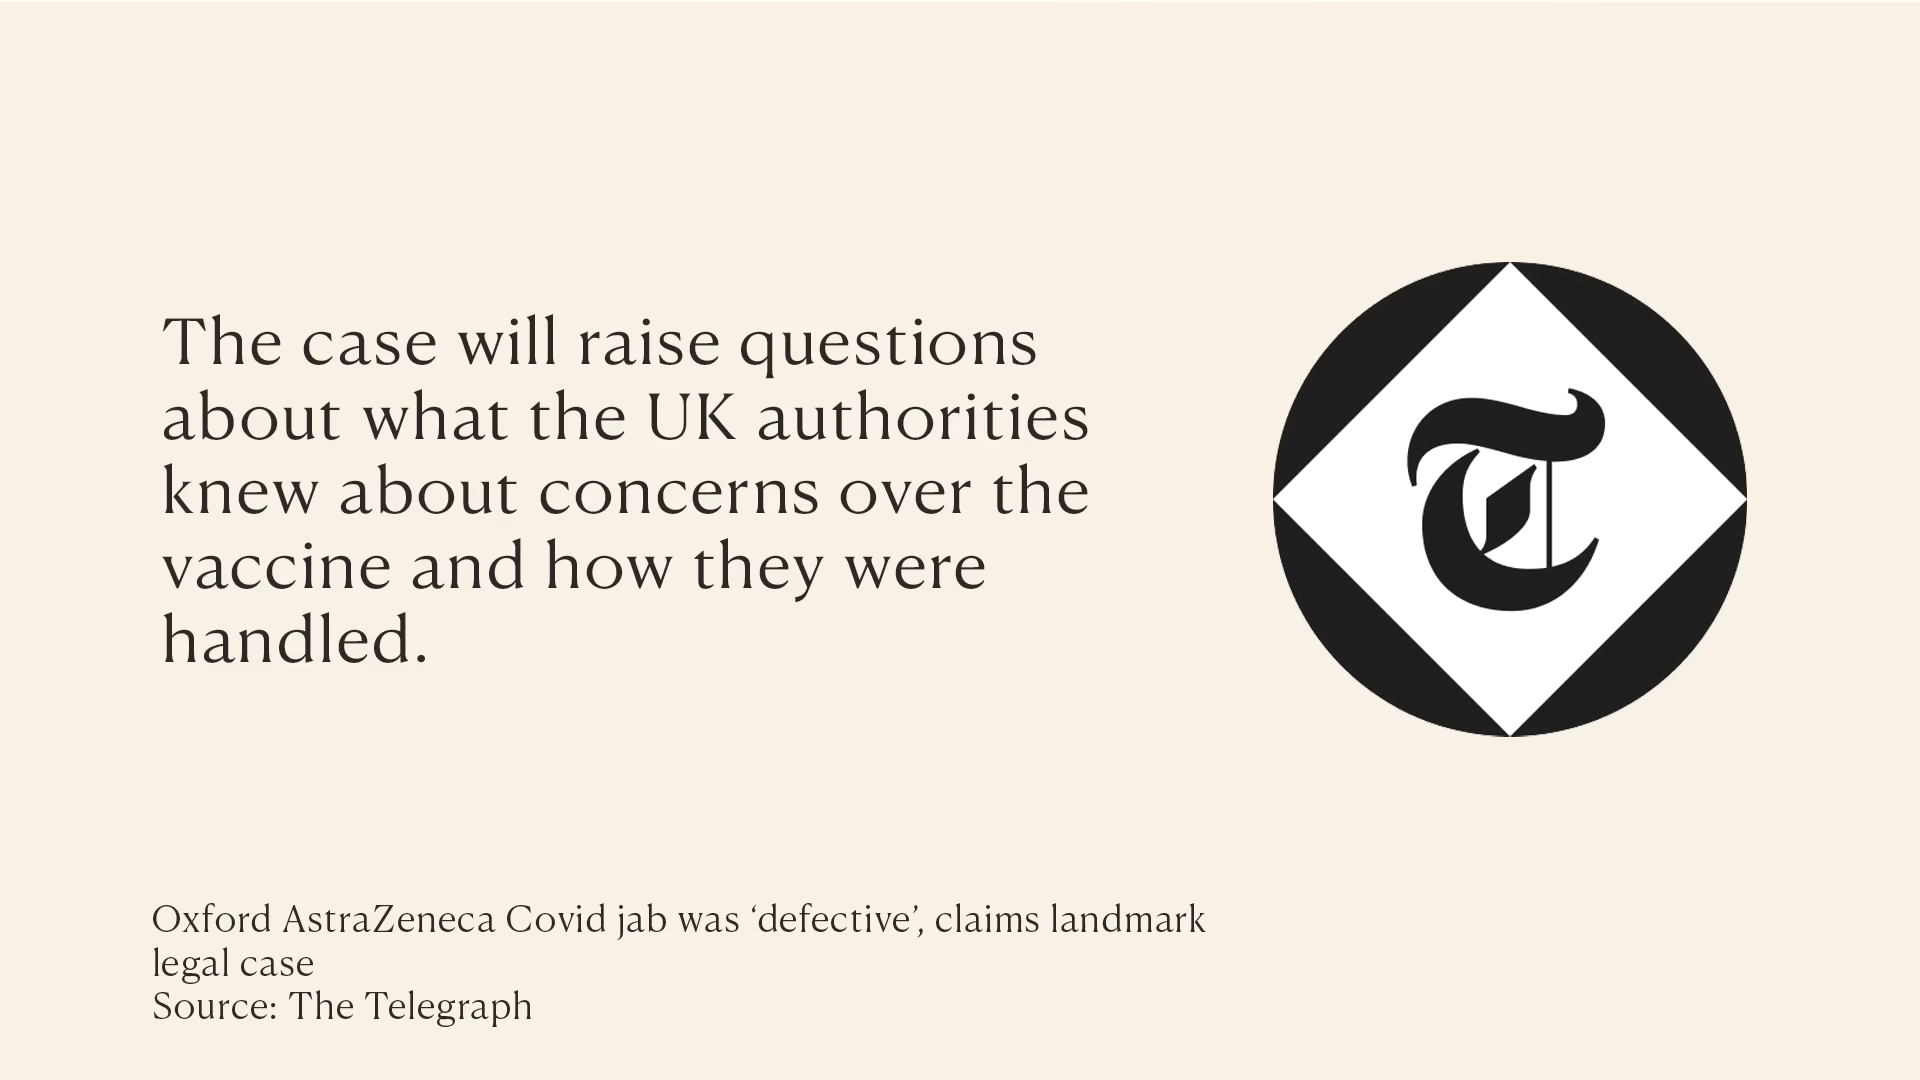 The case will raise questions
about what the UK authorities
knew about concerns over the
vaccine and how they were
handled.
T
Oxford AstraZeneca Covid jab was ‘defective’, claims landmark
legal case
Source: The Telegraph